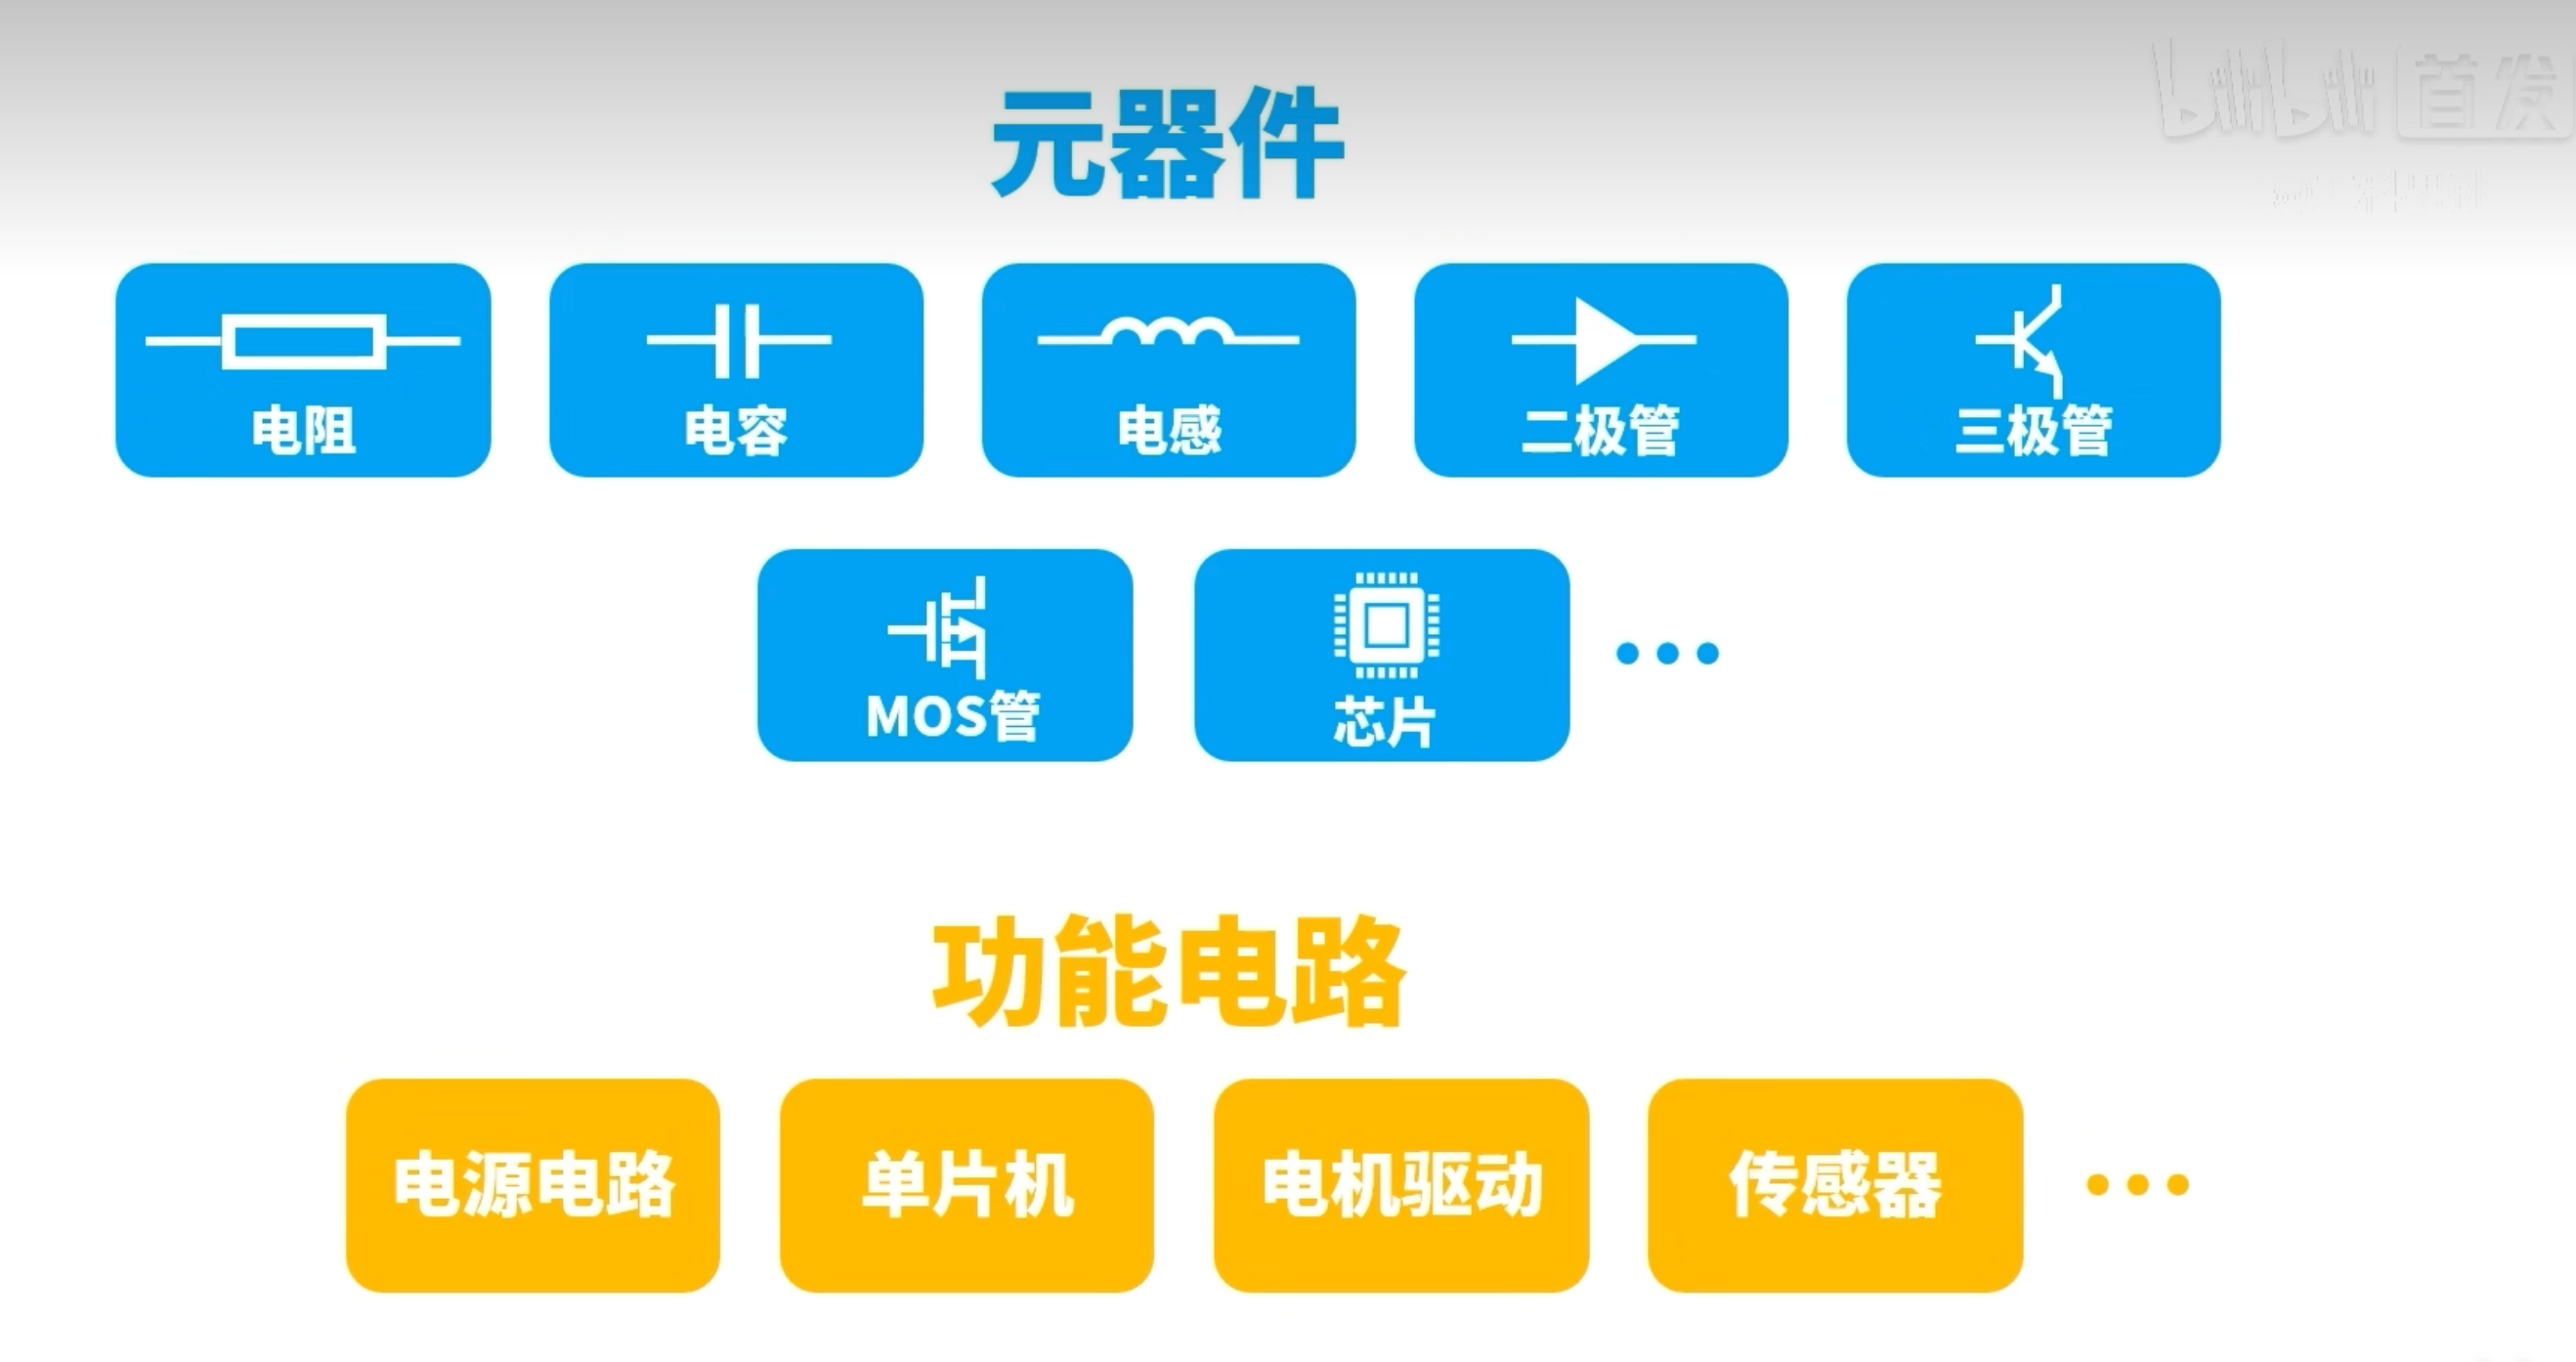 bilibili 首发
元器件
电阻 电容 电感 二极管 三极管
MOS管 芯片 •••
功能电路
电源电路 单片机 电机驱动 传感器 •••